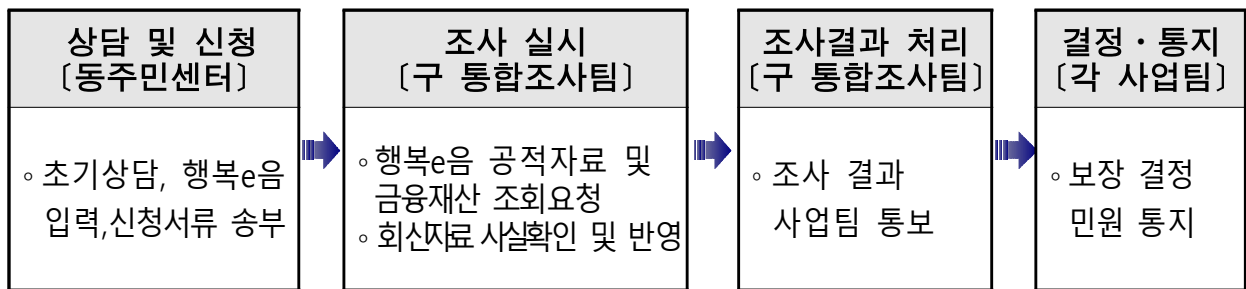 상담 및 신청
〔동주민센터〕
◦ 초기상담, 행복e음
입력,신청서류 송부
조사 실시
〔구 통합조사팀〕
◦ 행복e음 공적자료 및
금융재산 조회요청
◦ 회신자료 사실확인 및 반영
조사결과 처리
〔구 통합조사팀〕
◦ 조사 결과
사업팀 통보
결정·통지
〔각 사업팀〕
◦ 보장 결정
민원 통지